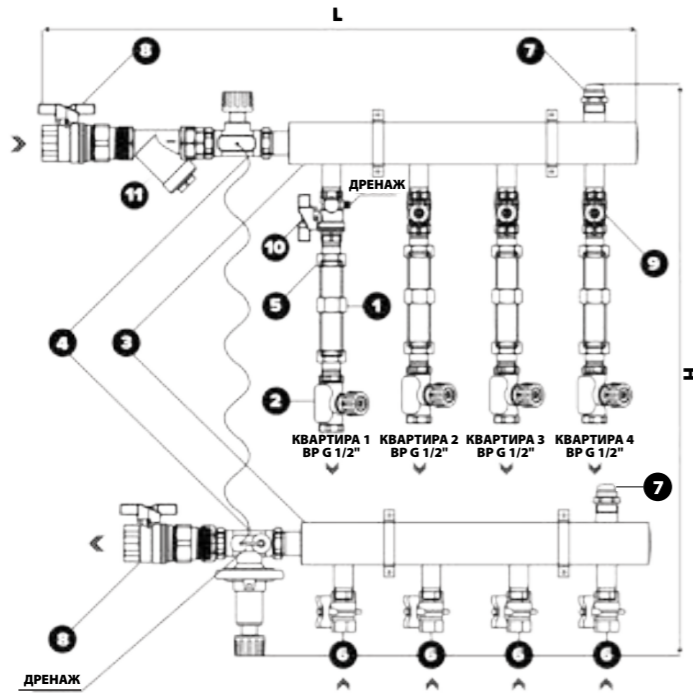 L
8
7
11
ДРЕНАЖ
10
9
5
1
4
3
H
2
КВАРТИРА 1
ВР G 1/2"
КВАРТИРА 2
ВР G 1/2"
КВАРТИРА 3
ВР G 1/2"
КВАРТИРА 4
ВР G 1/2"
7
8
6
6
6
6
ДРЕНАЖ